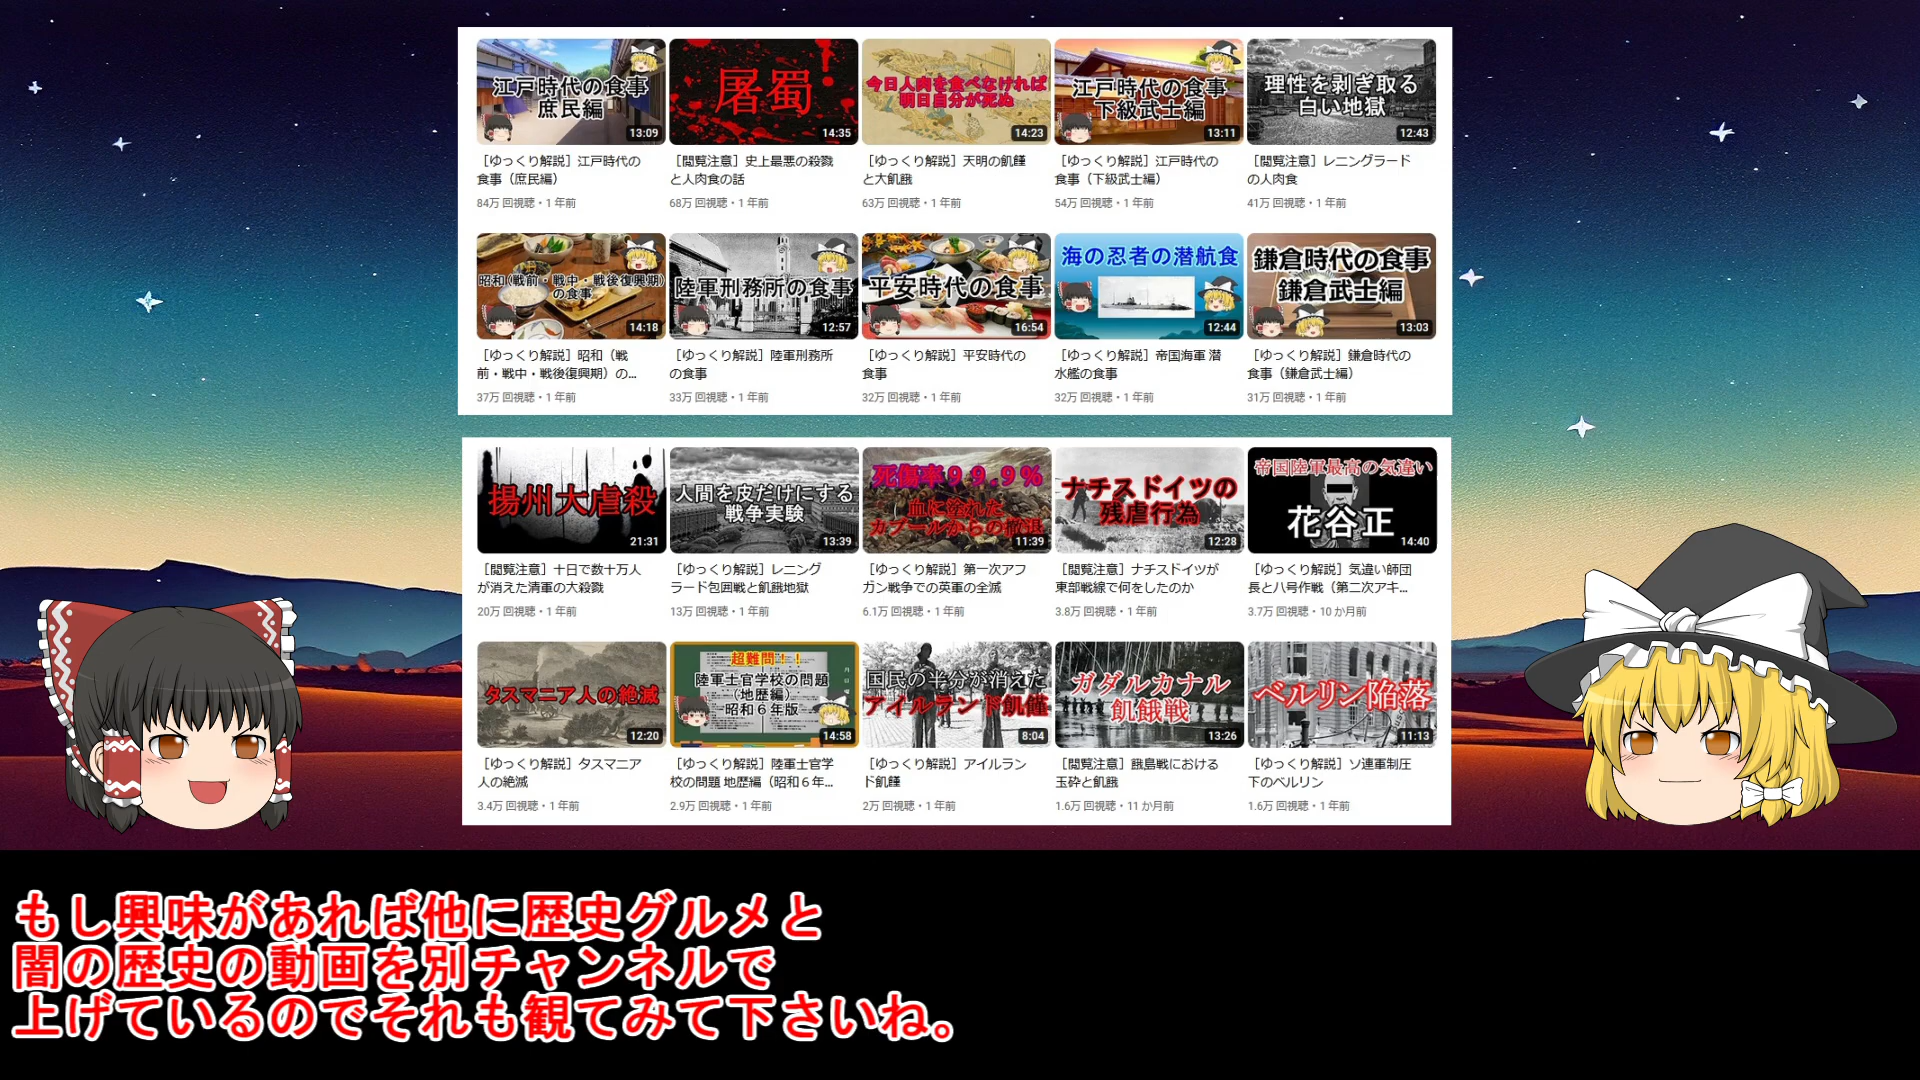 江戸時代の食事
庶民編
13:09
屠蜀
14:35
今日人肉を食べなければ
明日自分が死ぬ
14:23
江戸時代の食事
下級武士編
13:11
理性を剥ぎ取る
白い地獄
12:43
［ゆっくり解説］江戸時代の
食事（庶民編）
84万 回視聴・1 年前
［閲覧注意］史上最悪の殺戮
と人肉食の話
68万 回視聴・1 年前
［ゆっくり解説］天明の飢饉
と大飢餓
63万 回視聴・1 年前
［ゆっくり解説］江戸時代の
食事（下級武士編）
54万 回視聴・1 年前
［閲覧注意］レニングラード
の人肉食
41万 回視聴・1 年前
昭和(戦前・戦中・戦後復興期)
の食事
14:18
陸軍刑務所の食事
12:57
平安時代の食事
16:54
海の忍者の潜航食
12:44
鎌倉時代の食事
鎌倉武士編
13:03
［ゆっくり解説］昭和（戦
前・戦中・戦後復興期）の...
37万 回視聴・1 年前
［ゆっくり解説］陸軍刑務所
の食事
33万 回視聴・1 年前
［ゆっくり解説］平安時代の
食事
32万 回視聴・1 年前
［ゆっくり解説］帝国海軍 潜
水艦の食事
32万 回視聴・1 年前
［ゆっくり解説］鎌倉時代の
食事（鎌倉武士編）
31万 回視聴・1 年前
揚州大虐殺
21:31
人間を皮だけにする
戦争実験
13:39
死傷率９９.９％
血に塗れた
カブールからの撤退
11:39
ナチスドイツの
残虐行為
12:28
帝国陸軍最高の気違い
花谷正
14:40
［閲覧注意］十日で数十万人
が消えた清軍の大殺戮
20万 回視聴・1 年前
［ゆっくり解説］レニング
ラード包囲戦と飢餓地獄
13万 回視聴・1 年前
［ゆっくり解説］第一次アフ
ガン戦争での英軍の全滅
6.1万 回視聴・1 年前
［閲覧注意］ナチスドイツが
東部戦線で何をしたのか
3.8万 回視聴・1 年前
［ゆっくり解説］気違い師団
長と八号作戦（第二次アキ...
3.7万 回視聴・10 か月前
タスマニア人の絶滅
12:20
超難問！！
陸軍士官学校の問題
（地歴編）
昭和６年版
14:58
国民の半分が消えた
アイルランド飢饉
8:04
ガダルカナル
飢餓戦
13:26
ベルリン陥落
11:13
［ゆっくり解説］タスマニア
人の絶滅
3.4万 回視聴・1 年前
［ゆっくり解説］陸軍士官学
校の問題 地歴編（昭和６年...
2.9万 回視聴・1 年前
［ゆっくり解説］アイルラン
ド飢饉
2万 回視聴・1 年前
［閲覧注意］餓島戦における
玉砕と飢餓
1.6万 回視聴・11 か月前
［ゆっくり解説］ソ連軍制圧
下のベルリン
1.6万 回視聴・1 年前
もし興味があれば他に歴史グルメと
闇の歴史の動画を別チャンネルで
上げているのでそれも観てみて下さいね。